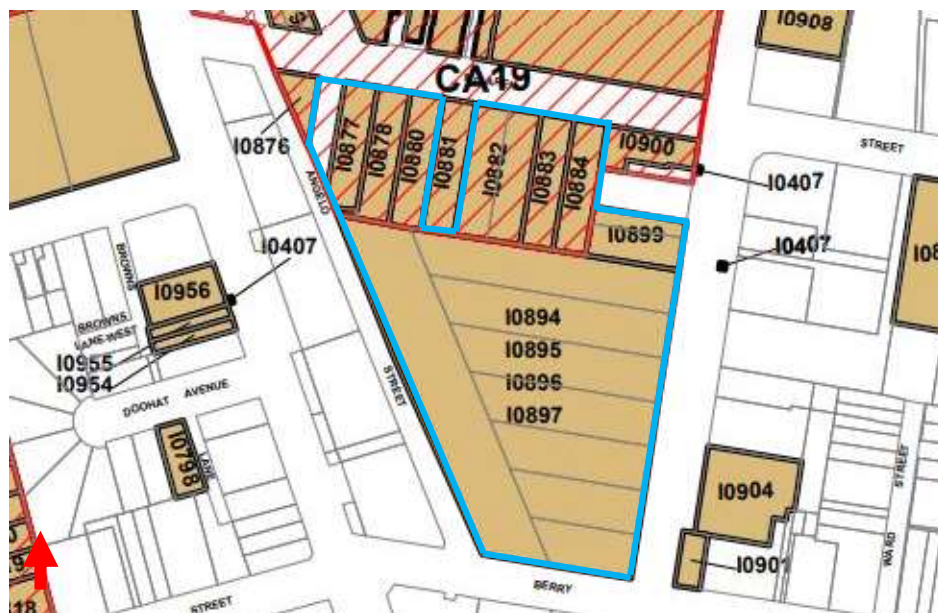 I0908
CA19
I0876
I0877
I0878
I0880
I0881
I0882
I0883
I0884
I0900
STREET
I0407
ANGELO
I0899
I0407
I0407
BROWNS
I0956
BROWNS
LANE WEST
I0955
I0954
I0894
I0895
I0896
I0897
STREET
DOOHAT AVENUE
I0798
LANE
I0904
STREET
WARD
I0901
BERRY
STREET
18